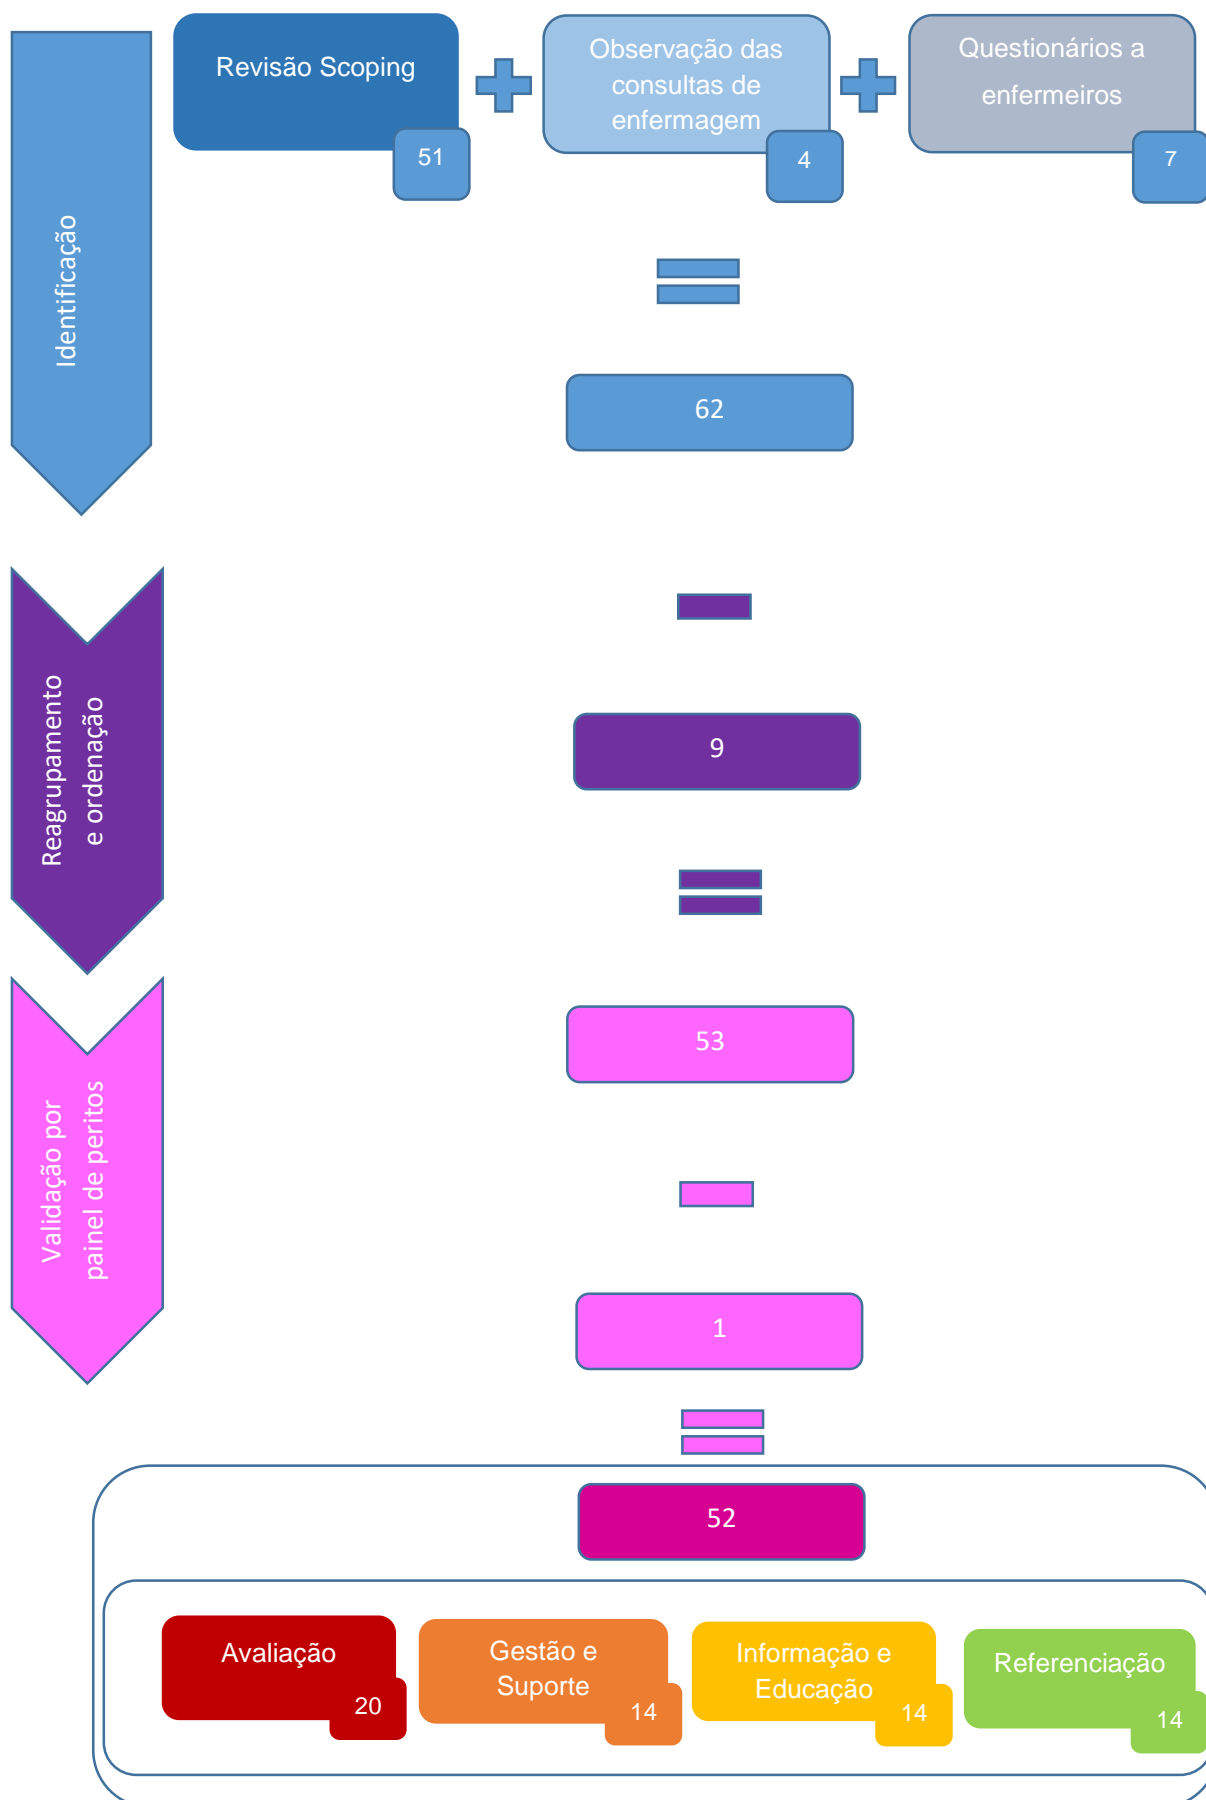 Identificação
Revisão Scoping
51
Observação das
consultas de
enfermagem
4
Questionários a
enfermeiros
7
62
Reagrupamento
e ordenação
9
53
Validação por
painel de peritos
1
52
Avaliação
20
Gestão e
Suporte
14
Informação e
Educação
14
Referenciação
14